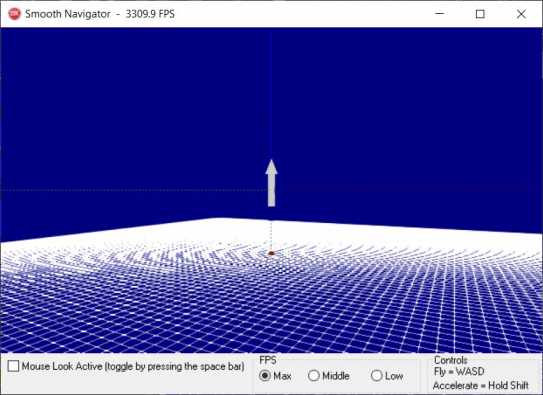 Smooth Navigator - 3309.9 FPS
Mouse Look Active (toggle by pressing the space bar)
FPS
Max
Middle
Low
Controls
Fly = WASD
Accelerate = Hold Shift